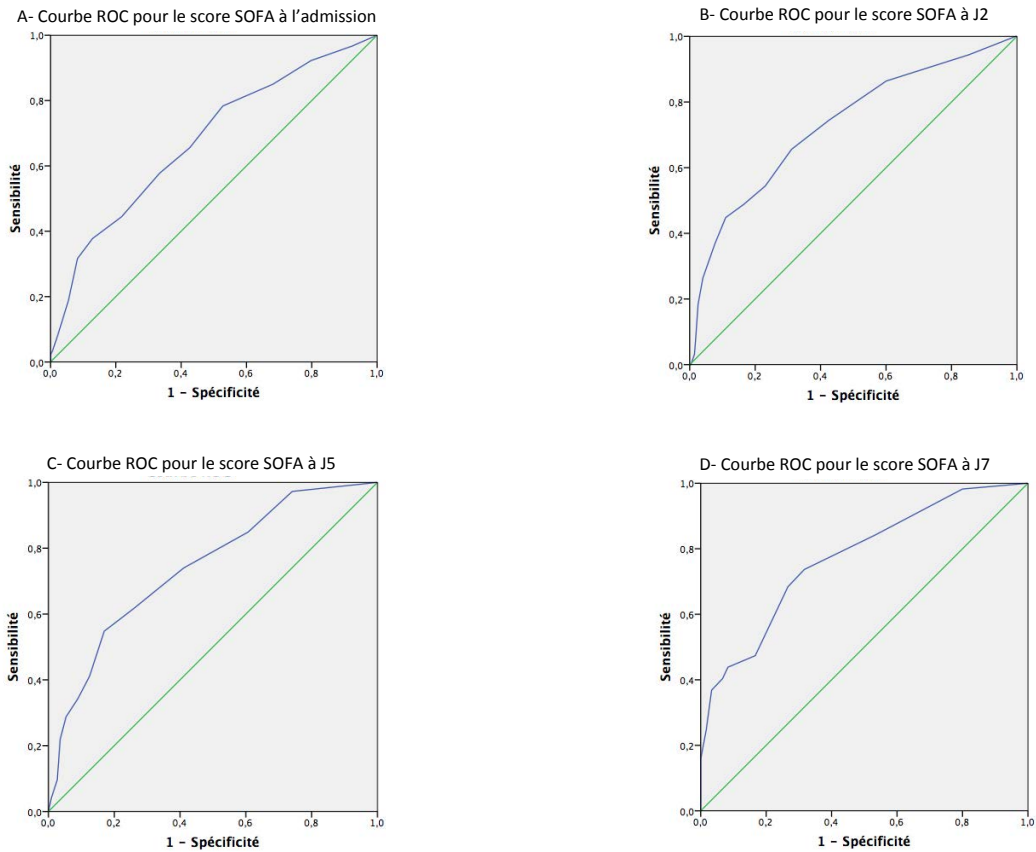 A- Courbe ROC pour le score SOFA à l'admission
1,0
0,8
0,6
0,4
0,2
0,0
Sensibilité
0,0 0,2 0,4 0,6 0,8 1,0
1 – Spécificité
B- Courbe ROC pour le score SOFA à J2
1,0
0,8
0,6
0,4
0,2
0,0
Sensibilité
0,0 0,2 0,4 0,6 0,8 1,0
1 – Spécificité
C- Courbe ROC pour le score SOFA à J5
1,0
0,8
0,6
0,4
0,2
0,0
Sensibilité
0,0 0,2 0,4 0,6 0,8 1,0
1 – Spécificité
D- Courbe ROC pour le score SOFA à J7
1,0
0,8
0,6
0,4
0,2
0,0
Sensibilité
0,0 0,2 0,4 0,6 0,8 1,0
1 – Spécificité